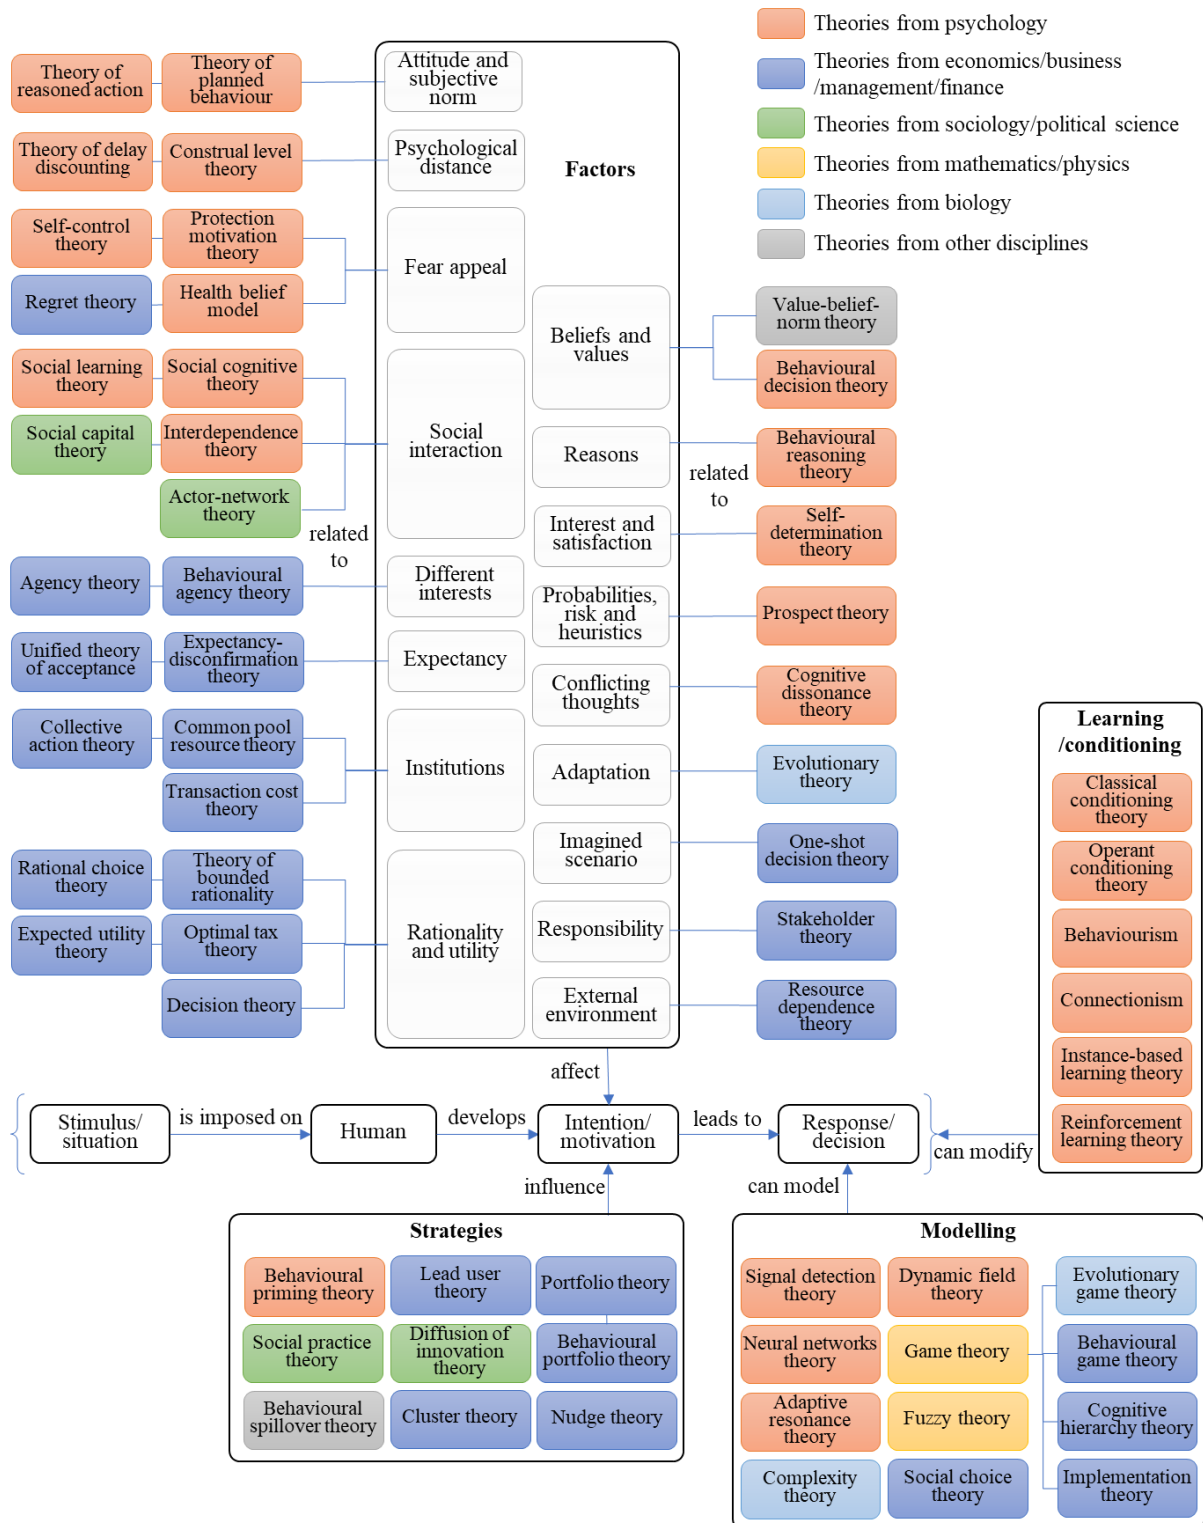 Theories from psychology
Theories from economics/business
/management/finance
Theories from sociology/political science
Theories from mathematics/physics
Theories from biology
Theories from other disciplines
Theory of
reasoned action
Theory of
planned
behaviour
Attitude and
subjective
norm
Theory of delay
discounting
Construal level
theory
Psychological
distance
Factors
Self-control
theory
Protection
motivation
theory
Fear appeal
Regret theory
Health belief
model
Beliefs and
values
Value-belief-
norm theory
Behavioural
decision theory
Social learning
theory
Social cognitive
theory
Social
interaction
Social capital
theory
Interdependence
theory
Actor-network
theory
Reasons
related
to
Behavioural
reasoning
theory
related
to
Interest and
satisfaction
Self-
determination
theory
Agency theory
Behavioural
agency theory
Different
interests
Probabilities,
risk and
heuristics
Prospect theory
Unified theory
of acceptance
Expectancy-
disconfirmation
theory
Expectancy
Conflicting
thoughts
Cognitive
dissonance
theory
Collective
action theory
Common pool
resource theory
Transaction cost
theory
Institutions
Adaptation
Evolutionary
theory
Imagined
scenario
One-shot
decision theory
Rational choice
theory
Theory of
bounded
rationality
Expected utility
theory
Optimal tax
theory
Decision theory
Rationality
and utility
Responsibility
Stakeholder
theory
External
environment
Resource
dependence
theory
Learning
/conditioning
Classical
conditioning
theory
Operant
conditioning
theory
Behaviourism
Connectionism
Instance-based
learning theory
Reinforcement
learning theory
affect
Stimulus/
situation
is imposed on
Human
develops
Intention/
motivation
leads to
Response/
decision
can modify
influence
can model
Strategies
Behavioural
priming theory
Lead user
theory
Portfolio theory
Social practice
theory
Diffusion of
innovation
theory
Behavioural
portfolio theory
Behavioural
spillover theory
Cluster theory
Nudge theory
Modelling
Signal detection
theory
Dynamic field
theory
Evolutionary
game theory
Neural networks
theory
Game theory
Behavioural
game theory
Adaptive
resonance
theory
Fuzzy theory
Cognitive
hierarchy theory
Complexity
theory
Social choice
theory
Implementation
theory